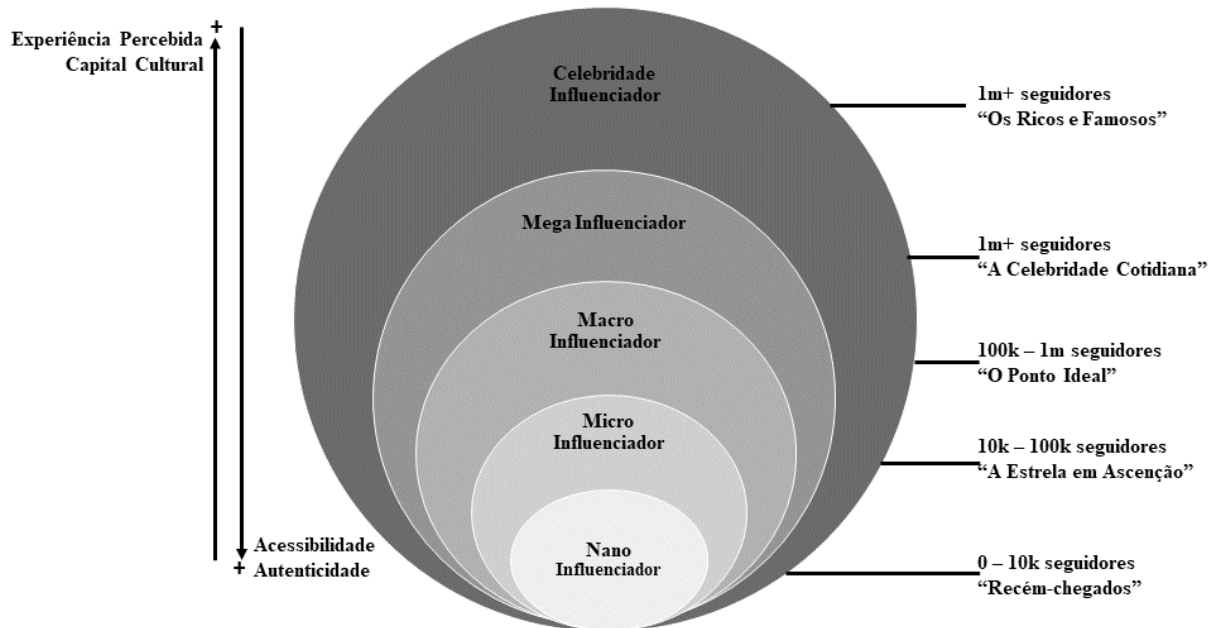 +
Experiência Percebida
Capital Cultural
Celebridade
Influenciador
1m+ seguidores
“Os Ricos e Famosos”
Mega Influenciador
1m+ seguidores
“A Celebridade Cotidiana”
Macro
Influenciador
100k – 1m seguidores
“O Ponto Ideal”
Micro
Influenciador
10k – 100k seguidores
“A Estrela em Ascenção”
Acessibilidade
+ Autenticidade
Nano
Influenciador
0 – 10k seguidores
“Recém-chegados”